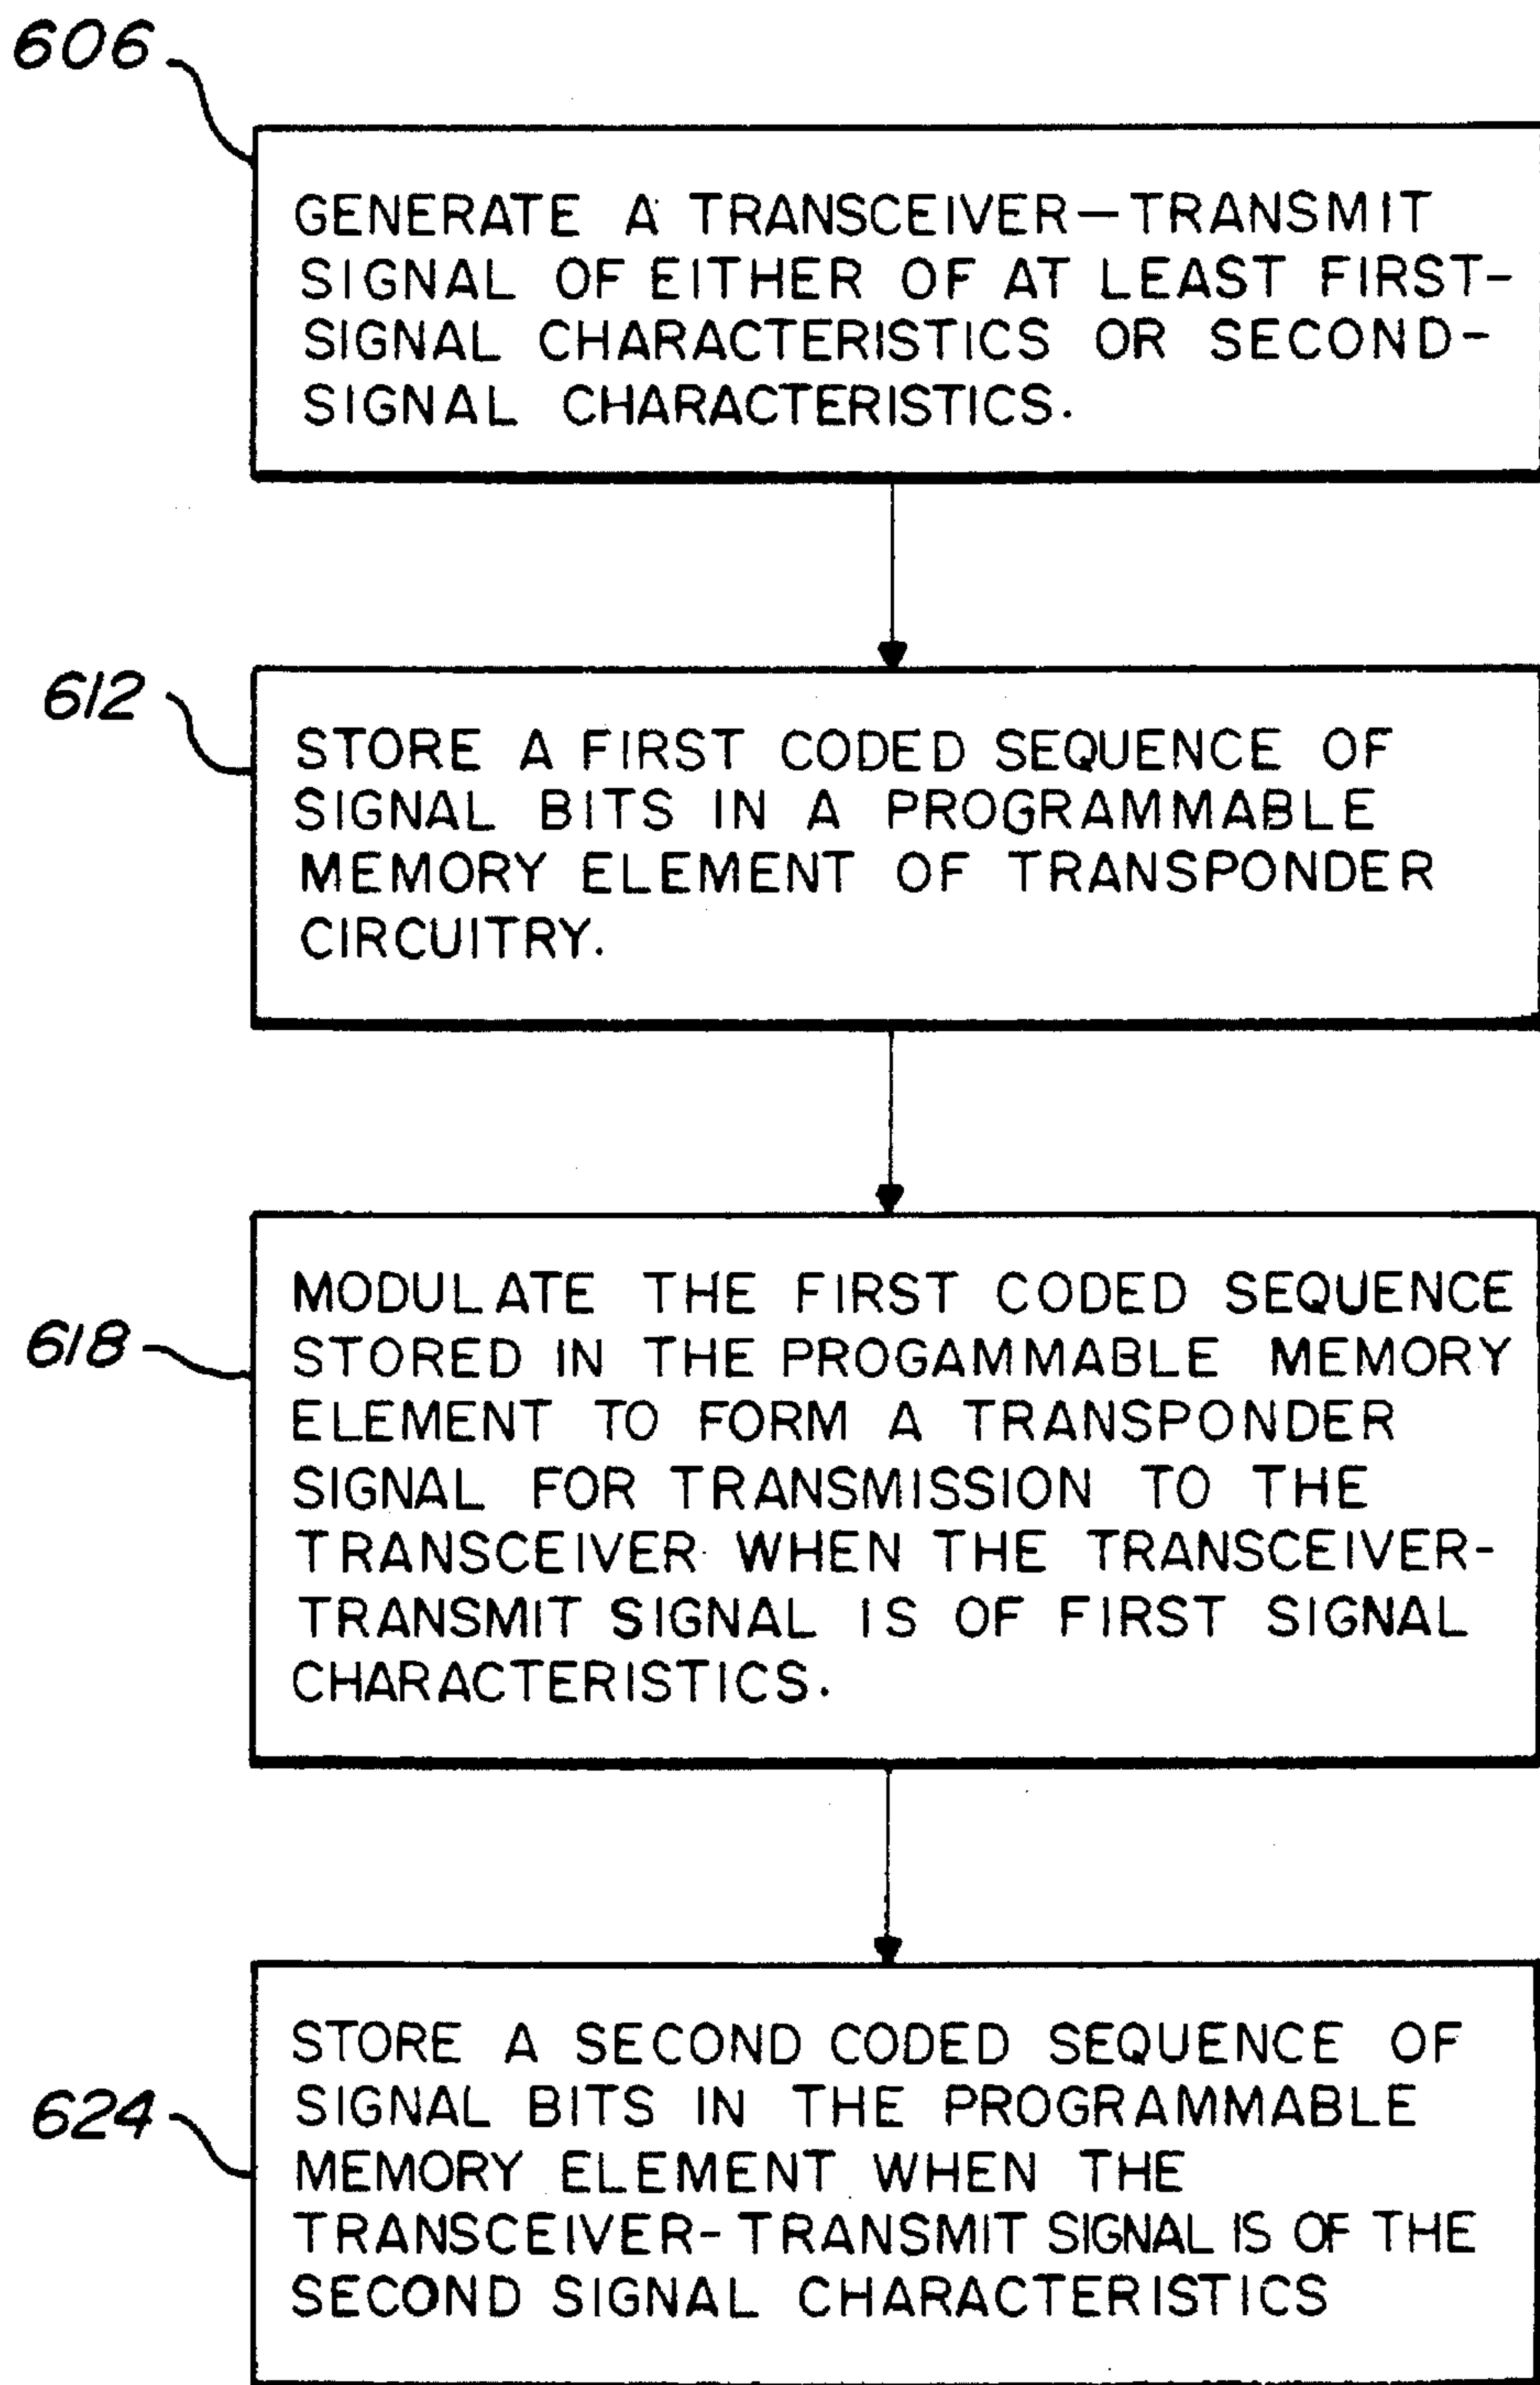 606
GENERATE A TRANSCEIVER—TRANSMIT
SIGNAL OF EITHER OF AT LEAST FIRST-
SIGNAL CHARACTERISTICS OR SECOND-
SIGNAL CHARACTERISTICS.
612
STORE A FIRST CODED SEQUENCE OF
SIGNAL BITS IN A PROGRAMMABLE
MEMORY ELEMENT OF TRANSPONDER
CIRCUITRY.
618
MODULATE THE FIRST CODED SEQUENCE
STORED IN THE PROGAMMABLE MEMORY
ELEMENT TO FORM A TRANSPONDER
SIGNAL FOR TRANSMISSION TO THE
TRANSCEIVER WHEN THE TRANSCEIVER-
TRANSMIT SIGNAL IS OF FIRST SIGNAL
CHARACTERISTICS.
624
STORE A SECOND CODED SEQUENCE OF
SIGNAL BITS IN THE PROGRAMMABLE
MEMORY ELEMENT WHEN THE
TRANSCEIVER-TRANSMIT SIGNAL IS OF THE
SECOND SIGNAL CHARACTERISTICS